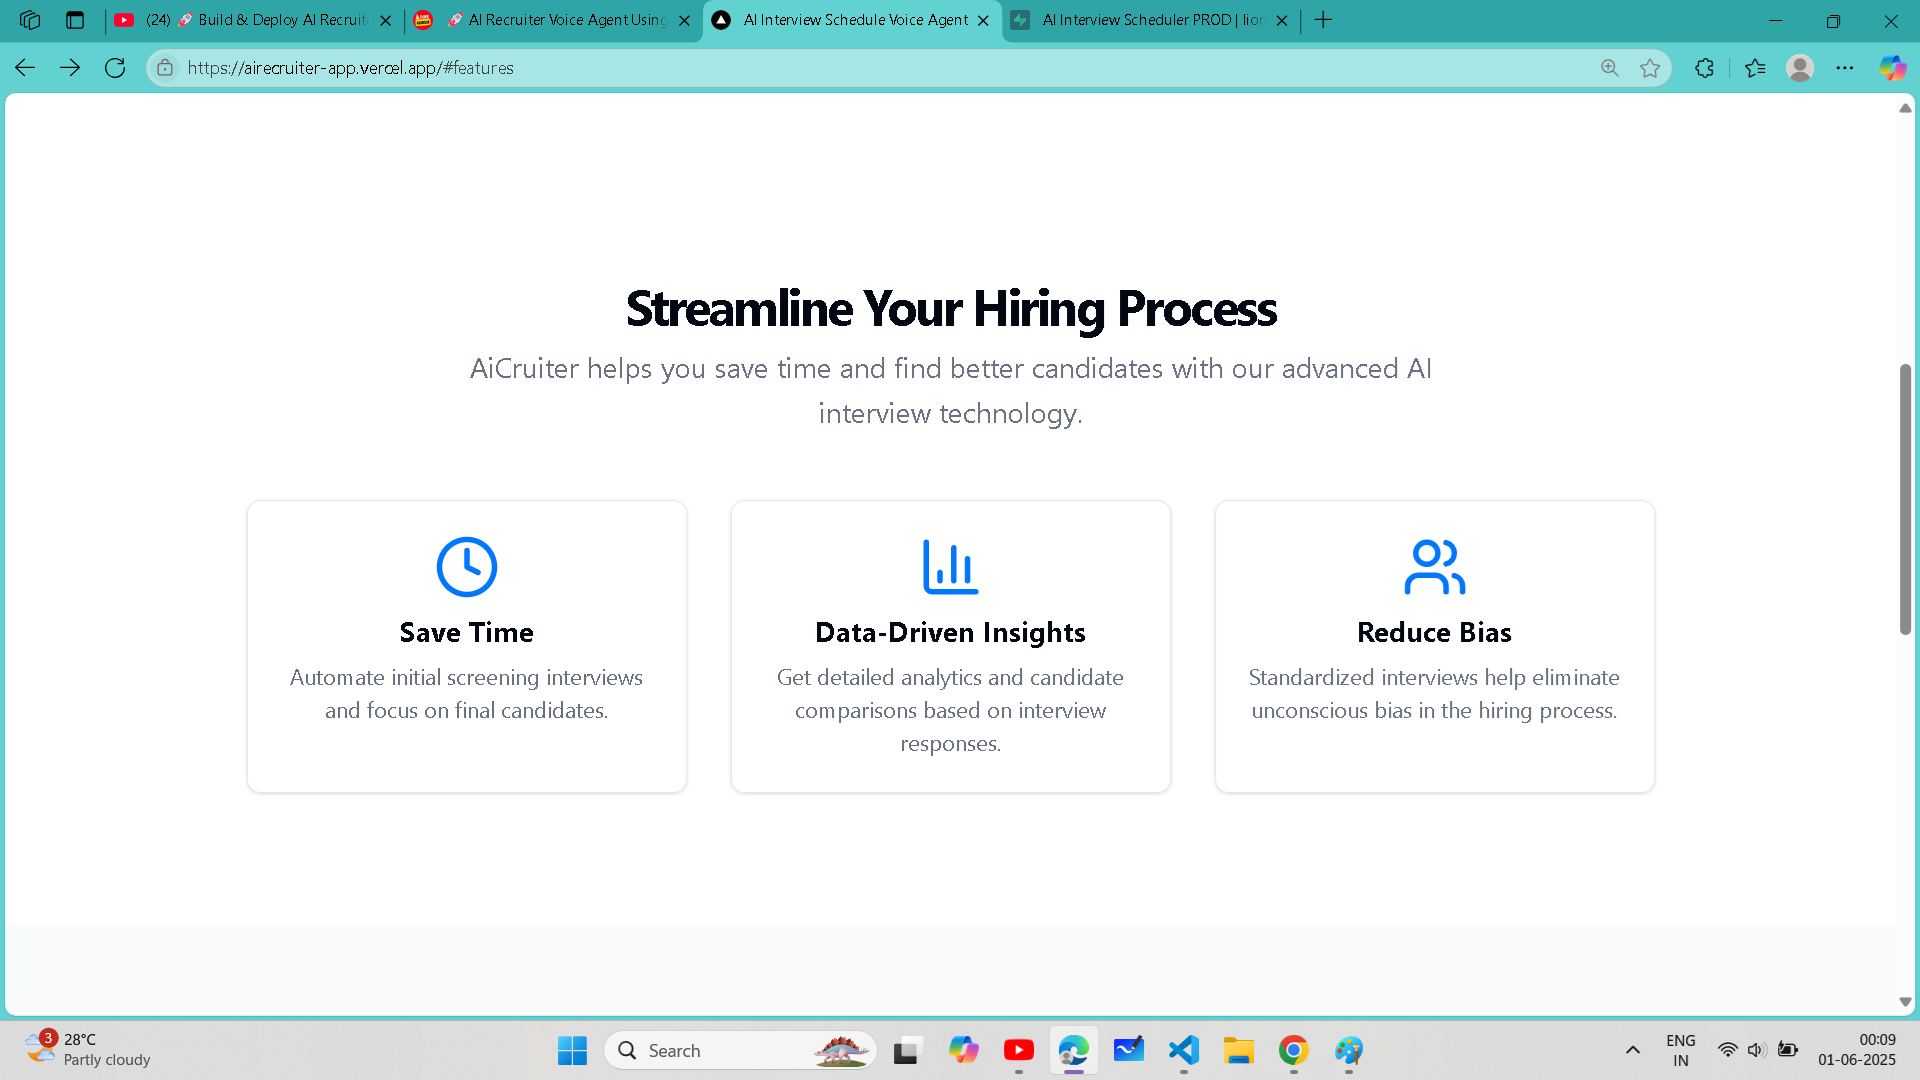 (24) 🚀 Build & Deploy AI Recruit
🚀 AI Recruiter Voice Agent Using
AI Interview Schedule Voice Agent
AI Interview Scheduler PROD | lior
https://airecruiter-app.vercel.app/#features
Streamline Your Hiring Process
AiCruiter helps you save time and find better candidates with our advanced AI
interview technology.
Save Time
Automate initial screening interviews
and focus on final candidates.
Data-Driven Insights
Get detailed analytics and candidate
comparisons based on interview
responses.
Reduce Bias
Standardized interviews help eliminate
unconscious bias in the hiring process.
3
28°C
Partly cloudy
Search
ENG
IN
00:09
01-06-2025